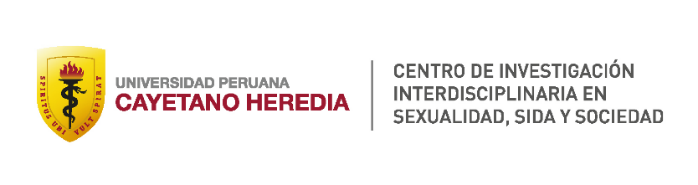 SPIRITUS UBI VULT SPIRAT
UNIVERSIDAD PERUANA
CAYETANO HEREDIA
CENTRO DE INVESTIGACIÓN
INTERDISCIPLINARIA EN
SEXUALIDAD, SIDA Y SOCIEDAD